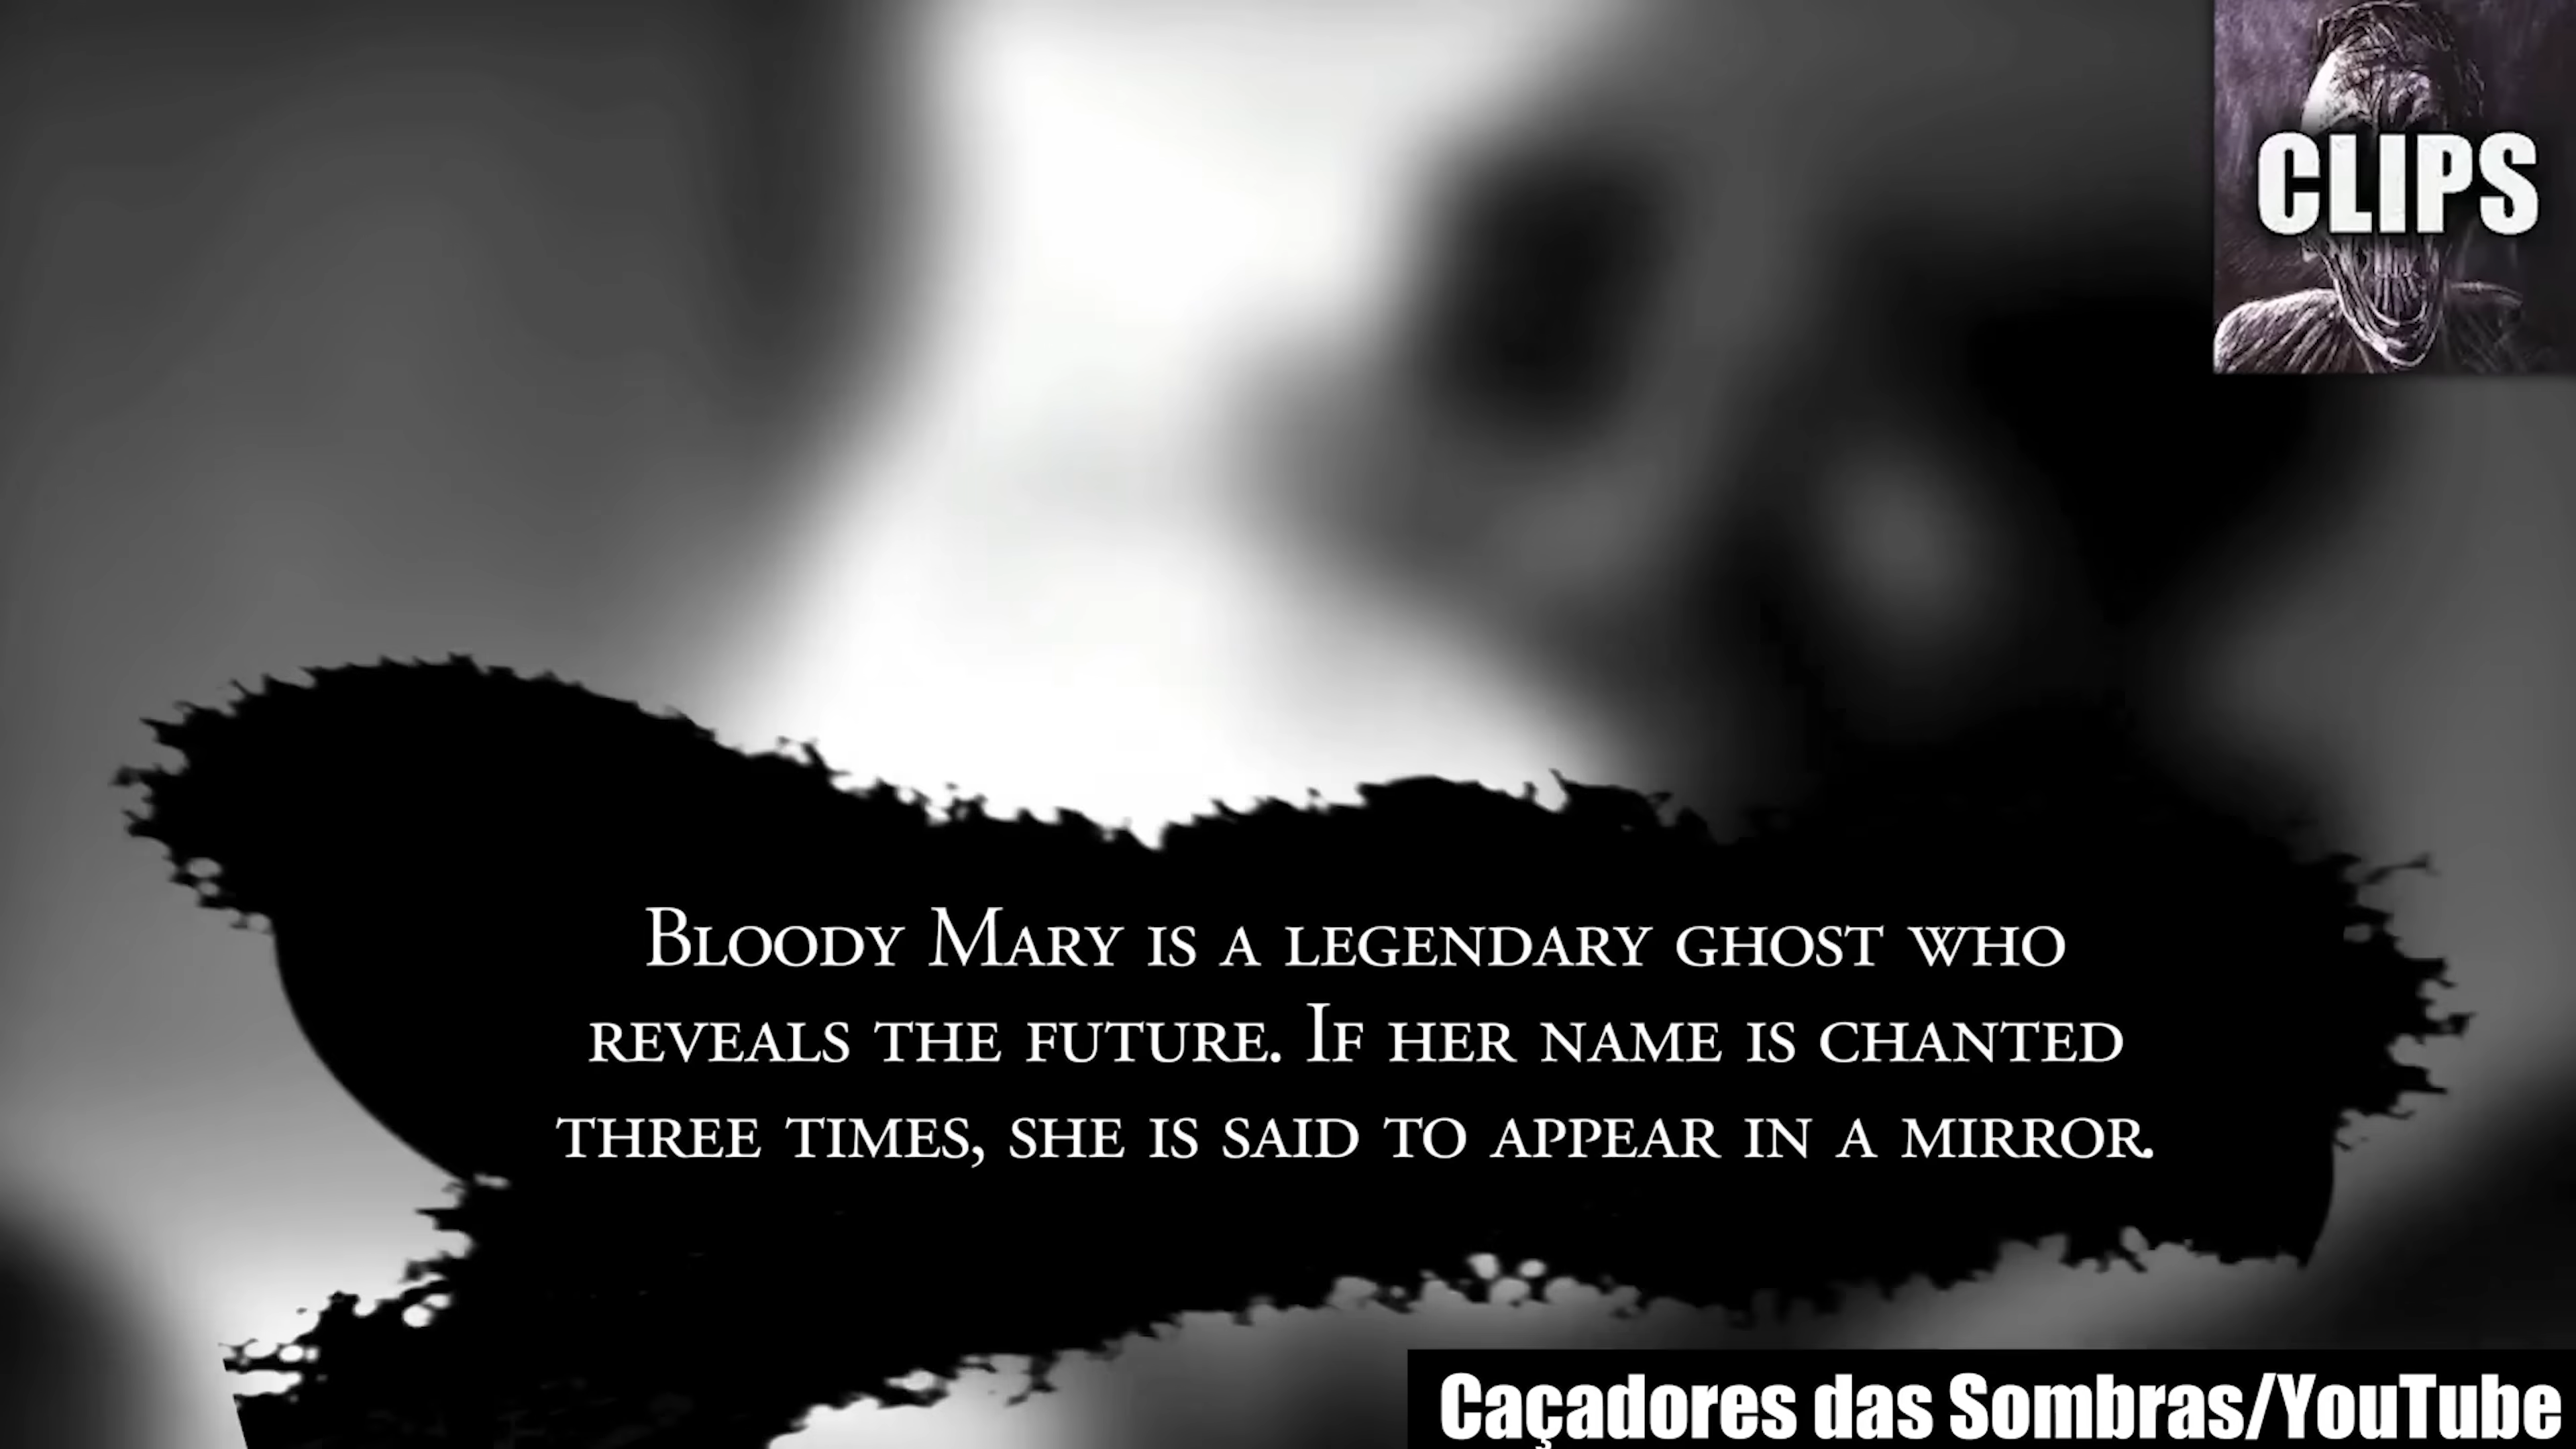 CLIPS
Bloody Mary is a legendary ghost who
reveals the future. If her name is chanted
three times, she is said to appear in a mirror.
Caçadores das Sombras/YouTube